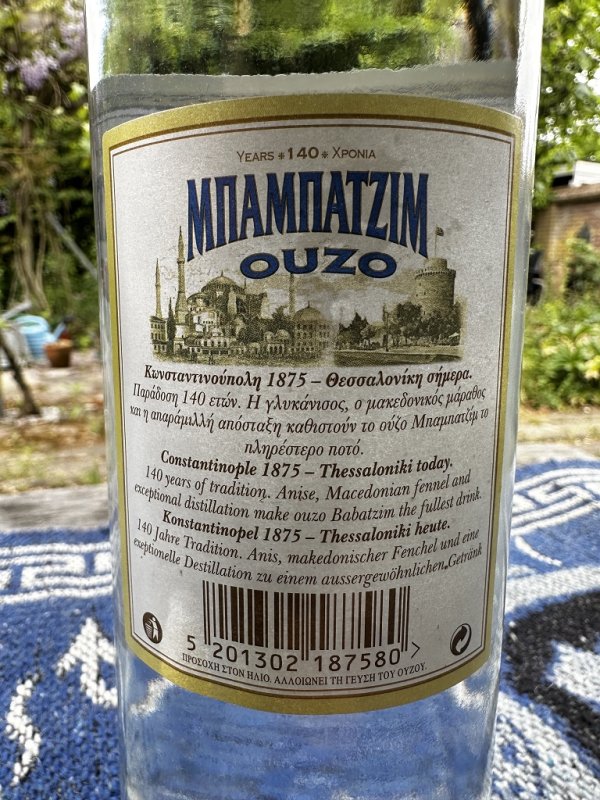 YEARS * 140 * ΧΡΟΝΙΑ
ΜΠΑΜΠΑΤΖΙΜ
ΟΥΖΟ
Κωνσταντινούπολη 1875 – Θεσσαλονίκη σήμερα.
Παράδοση 140 ετών. Η γλυκάνισος, ο μακεδονικός μάραθος
και η απαράμιλλή απόσταξη καθιστούν το ούζο Μπαμπατζίμ το
πληρέστερο ποτό.
Constantinople 1875 – Thessaloniki today.
140 years of tradition. Anise, Macedonian fennel and
exceptional distillation make ouzo Babatzim the fullest drink.
Konstantinopel 1875 – Thessaloniki heute.
140 Jahre Tradition. Anis, makedonischer Fenchel und eine
exeptionelle Destillation zu einem aussergewöhnlichen Getränk
5 201302 187580 >
ΠΡΟΣΟΧΗ ΣΤΟΝ ΗΛΙΟ. ΑΛΛΟΙΩΝΕΙ ΤΗ ΓΕΥΣΗ ΤΟΥ ΟΥΖΟΥ.